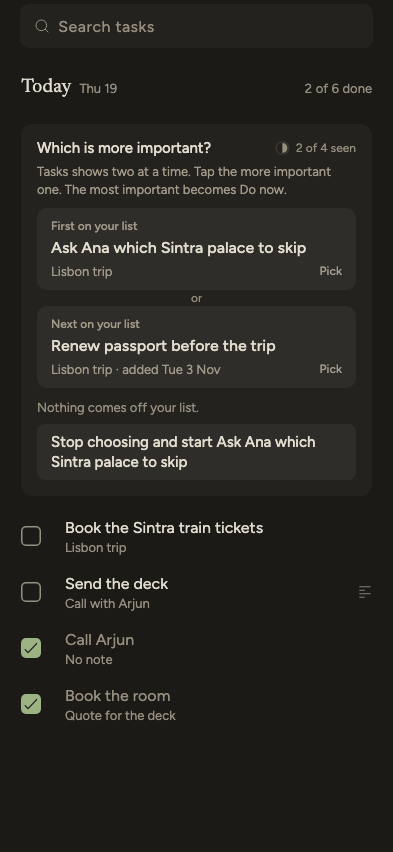 Search tasks
Today Thu 19
2 of 6 done
Which is more important?
2 of 4 seen
Tasks shows two at a time. Tap the more important
one. The most important becomes Do now.
First on your list
Ask Ana which Sintra palace to skip
Lisbon trip
Pick
or
Next on your list
Renew passport before the trip
Lisbon trip · added Tue 3 Nov
Pick
Nothing comes off your list.
Stop choosing and start Ask Ana which
Sintra palace to skip
Book the Sintra train tickets
Lisbon trip
Send the deck
Call with Arjun
Call Arjun
No note
Book the room
Quote for the deck